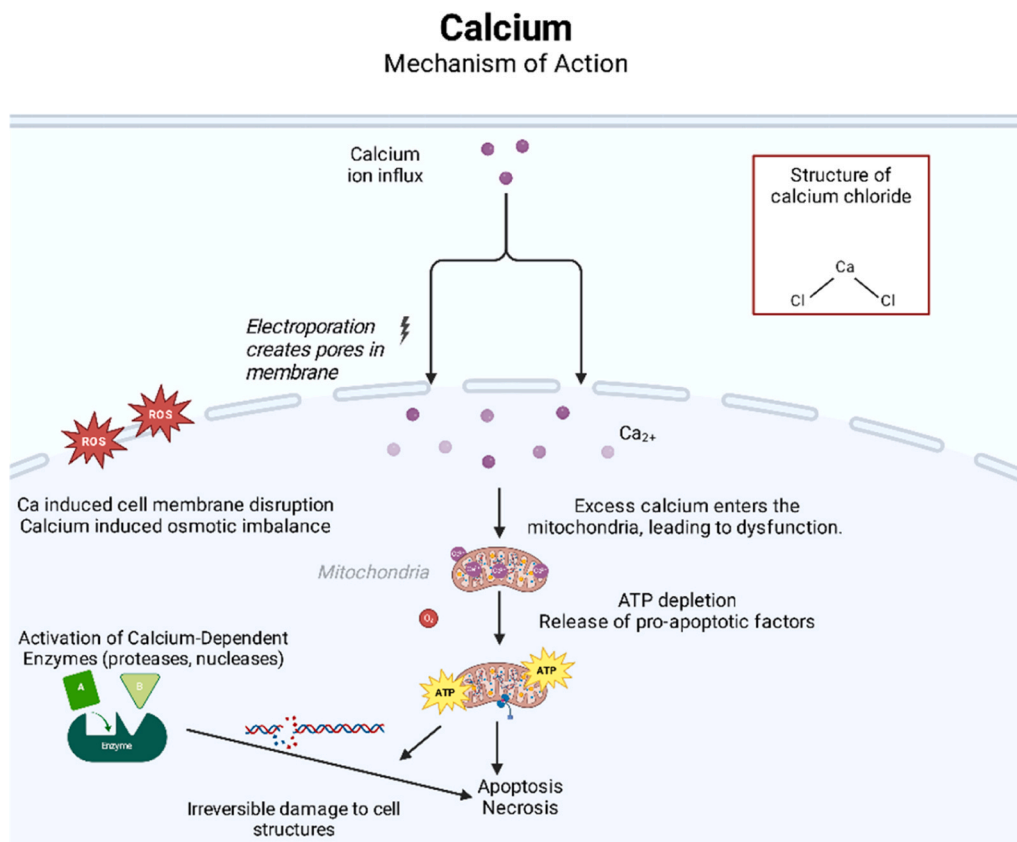 Calcium
Mechanism of Action
Calcium
ion influx
Structure of
calcium chloride
Ca
Cl
Cl
Electroporation
creates pores in
membrane
ROS
ROS
Ca₂₊
Ca induced cell membrane disruption
Calcium induced osmotic imbalance
Excess calcium enters the
mitochondria, leading to dysfunction.
Mitochondria
ATP depletion
Release of pro-apoptotic factors
Activation of Calcium-Dependent
Enzymes (proteases, nucleases)
A
B
Enzyme
ATP
ATP
Apoptosis
Necrosis
Irreversible damage to cell
structures